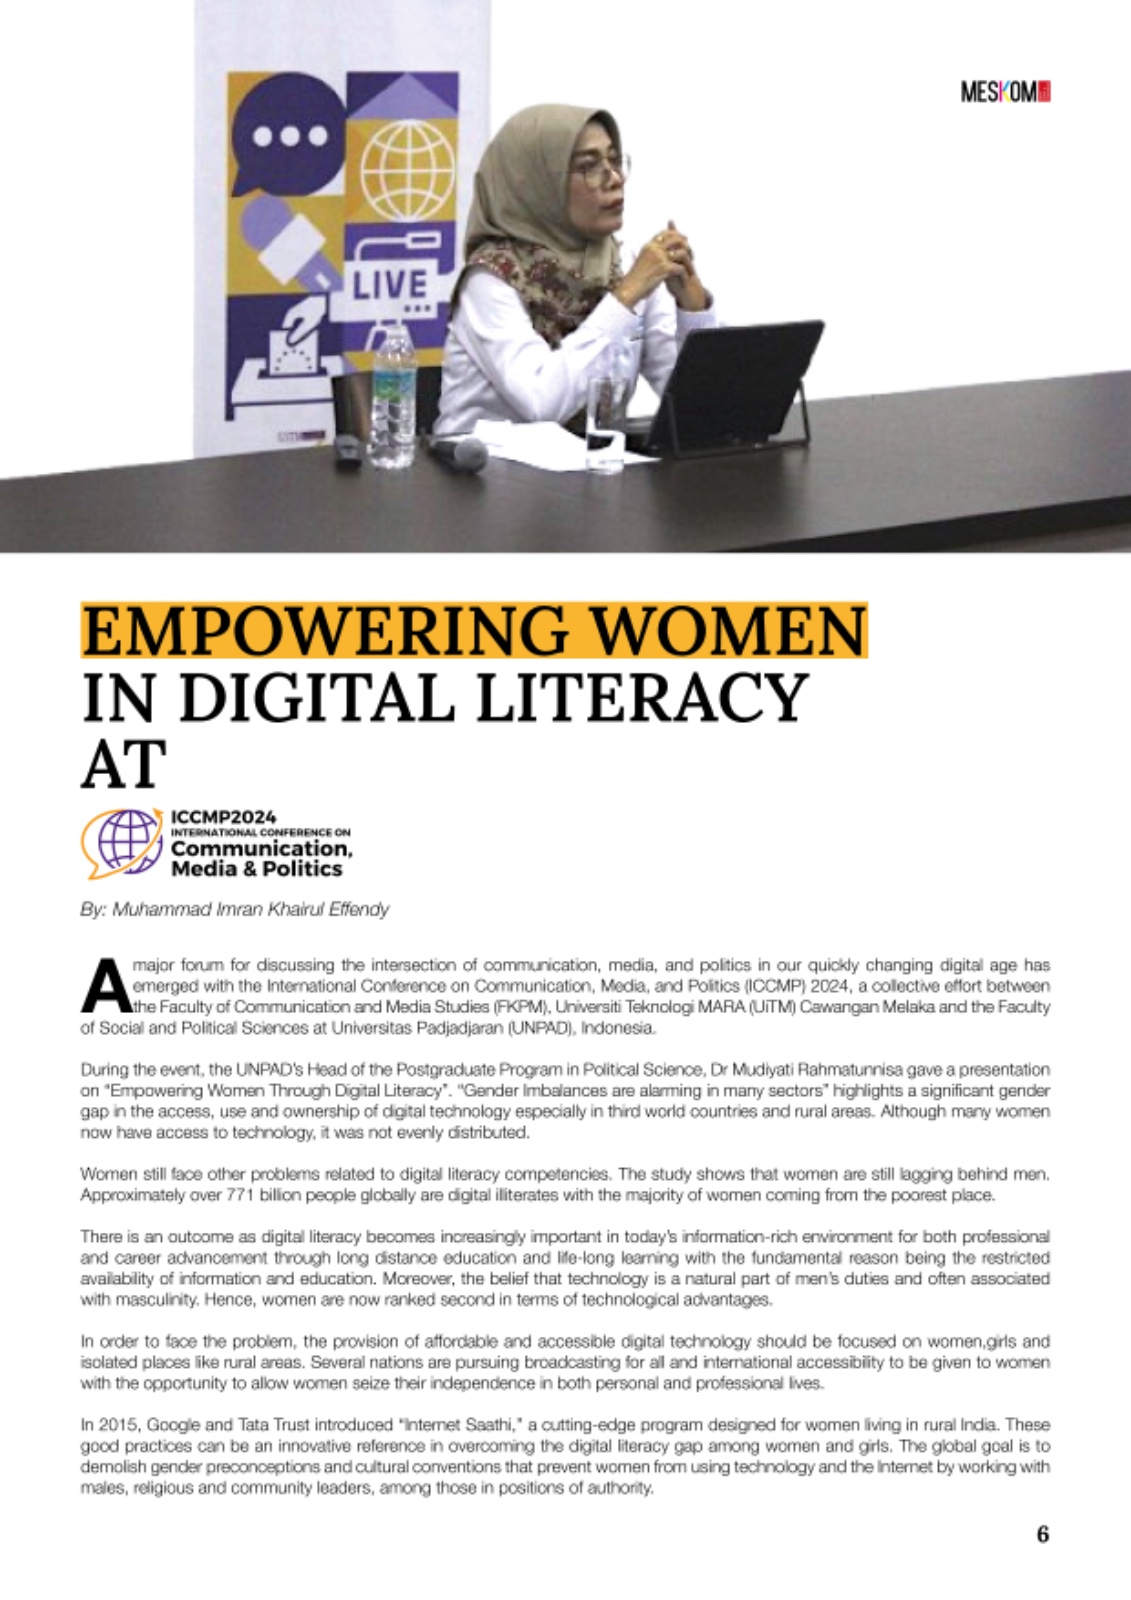 MESKOM
LIVE
EMPOWERING WOMEN
IN DIGITAL LITERACY
AT
ICCMP2024
INTERNATIONAL CONFERENCE ON
Communication,
Media & Politics
By: Muhammad Imran Khairul Effendy
A major forum for discussing the intersection of communication, media, and politics in our quickly changing digital age has
emerged with the International Conference on Communication, Media, and Politics (ICCMP) 2024, a collective effort between
the Faculty of Communication and Media Studies (FKPM), Universiti Teknologi MARA (UiTM) Cawangan Melaka and the Faculty
of Social and Political Sciences at Universitas Padjadjaran (UNPAD), Indonesia.
During the event, the UNPAD's Head of the Postgraduate Program in Political Science, Dr Mudiyati Rahmatunnisa gave a presentation
on "Empowering Women Through Digital Literacy". "Gender Imbalances are alarming in many sectors" highlights a significant gender
gap in the access, use and ownership of digital technology especially in third world countries and rural areas. Although many women
now have access to technology, it was not evenly distributed.
Women still face other problems related to digital literacy competencies. The study shows that women are still lagging behind men.
Approximately over 771 billion people globally are digital illiterates with the majority of women coming from the poorest place.
There is an outcome as digital literacy becomes increasingly important in today's information-rich environment for both professional
and career advancement through long distance education and life-long learning with the fundamental reason being the restricted
availability of information and education. Moreover, the belief that technology is a natural part of men's duties and often associated
with masculinity. Hence, women are now ranked second in terms of technological advantages.
In order to face the problem, the provision of affordable and accessible digital technology should be focused on women,girls and
isolated places like rural areas. Several nations are pursuing broadcasting for all and international accessibility to be given to women
with the opportunity to allow women seize their independence in both personal and professional lives.
In 2015, Google and Tata Trust introduced "Internet Saathi," a cutting-edge program designed for women living in rural India. These
good practices can be an innovative reference in overcoming the digital literacy gap among women and girls. The global goal is to
demolish gender preconceptions and cultural conventions that prevent women from using technology and the Internet by working with
males, religious and community leaders, among those in positions of authority.
6